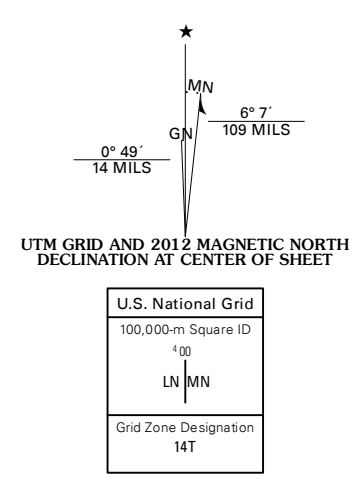 ★
MN
6° 7´
109 MILS
GN
0° 49´
14 MILS
UTM GRID AND 2012 MAGNETIC NORTH
DECLINATION AT CENTER OF SHEET
U.S. National Grid
100,000-m Square ID
4 00
LN MN
Grid Zone Designation
14T